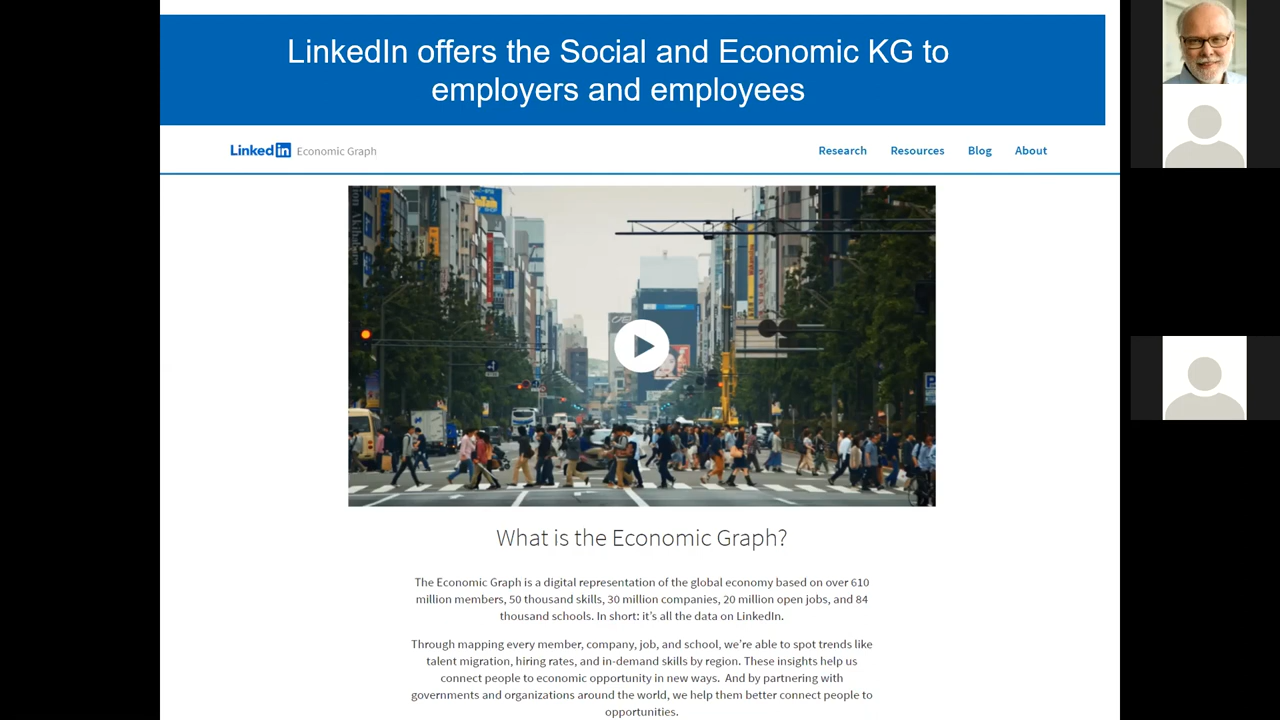 LinkedIn offers the Social and Economic KG to
employers and employees
LinkedIn Economic Graph
Research Resources Blog About
What is the Economic Graph?
The Economic Graph is a digital representation of the global economy based on over 610
million members, 50 thousand skills, 30 million companies, 20 million open jobs, and 84
thousand schools. In short: it’s all the data on LinkedIn.
Through mapping every member, company, job, and school, we’re able to spot trends like
talent migration, hiring rates, and in-demand skills by region. These insights help us
connect people to economic opportunity in new ways. And by partnering with
governments and organizations around the world, we help them better connect people to
opportunities.